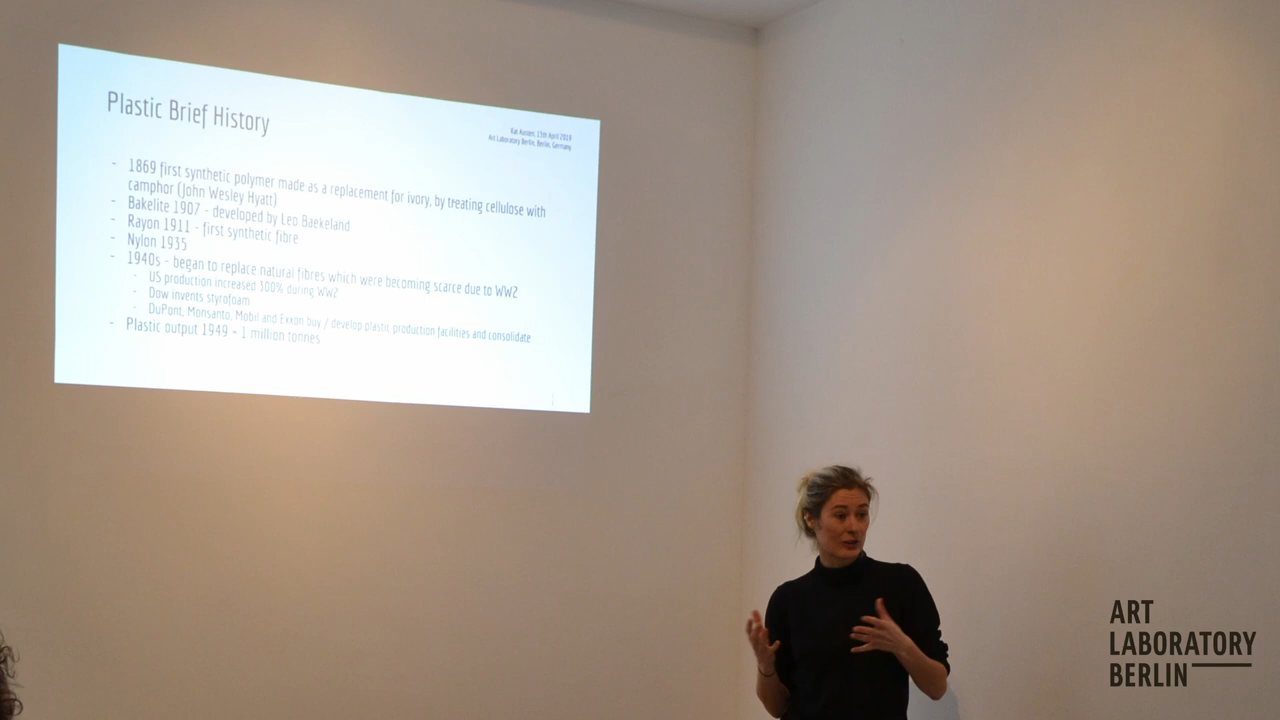 Plastic Brief History
Kat Austen, 13th April 2019
Art Laboratory Berlin, Berlin, Germany
- 1869 first synthetic polymer made as a replacement for ivory, by treating cellulose with
camphor (John Wesley Hyatt)
- Bakelite 1907 - developed by Leo Baekeland
- Rayon 1911 - first synthetic fibre
- Nylon 1935
- 1940s - began to replace natural fibres which were becoming scarce due to WW2
- US production increased 300% during WW2
- Dow invents styrofoam
- DuPont, Monsanto, Mobil and Exxon buy / develop plastic production facilities and consolidate
- Plastic output 1949 ~ 1 million tonnes
ART
LABORATORY
BERLIN